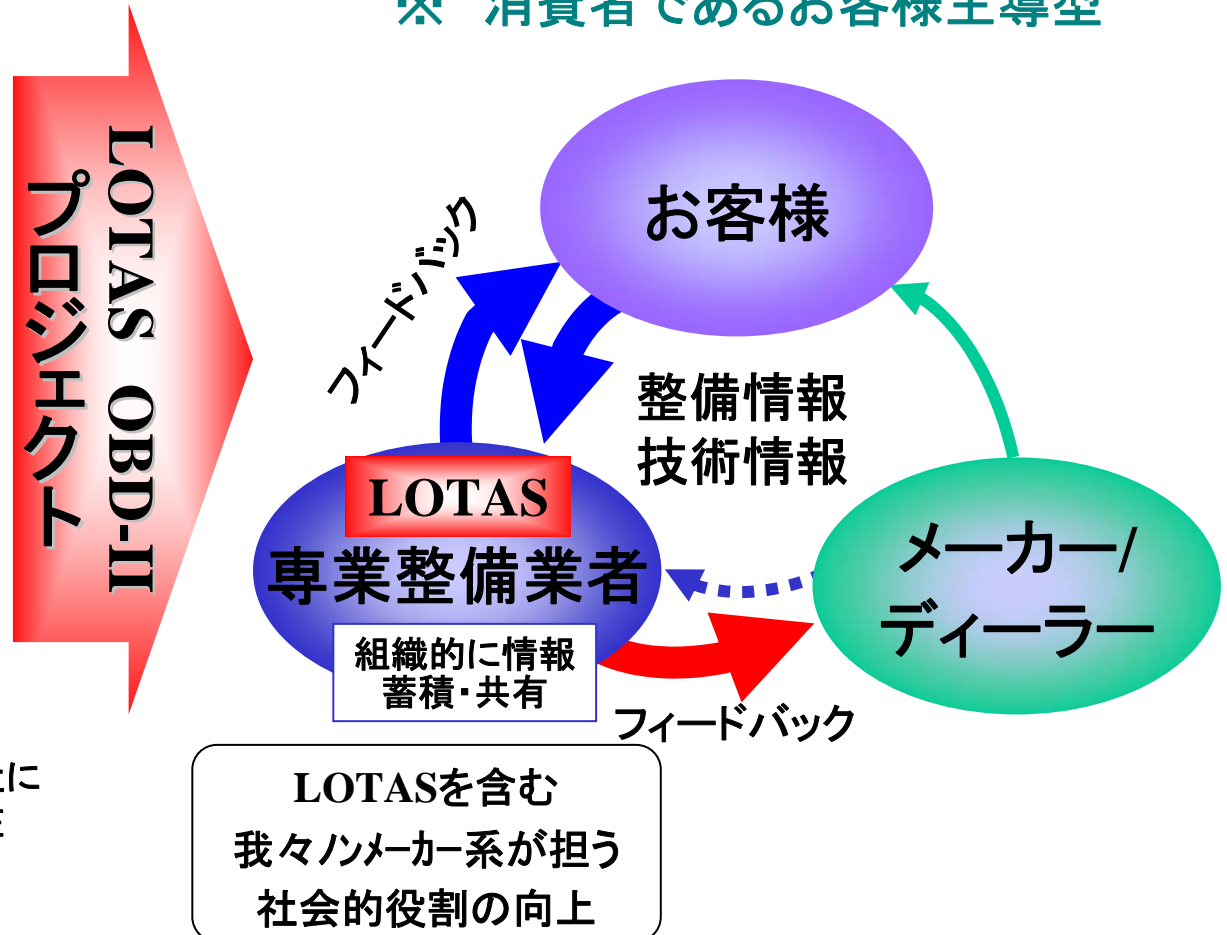 ※ 消費者であるお客様主導型
LOTAS OBD-II
プロジェクト
お客様
フィードバック
整備情報
技術情報
LOTAS
専業整備業者
組織的に情報
蓄積・共有
メーカー/
ディーラー
フィードバック
LOTASを含む
我々ノンメーカー系が担う
社会的役割の向上